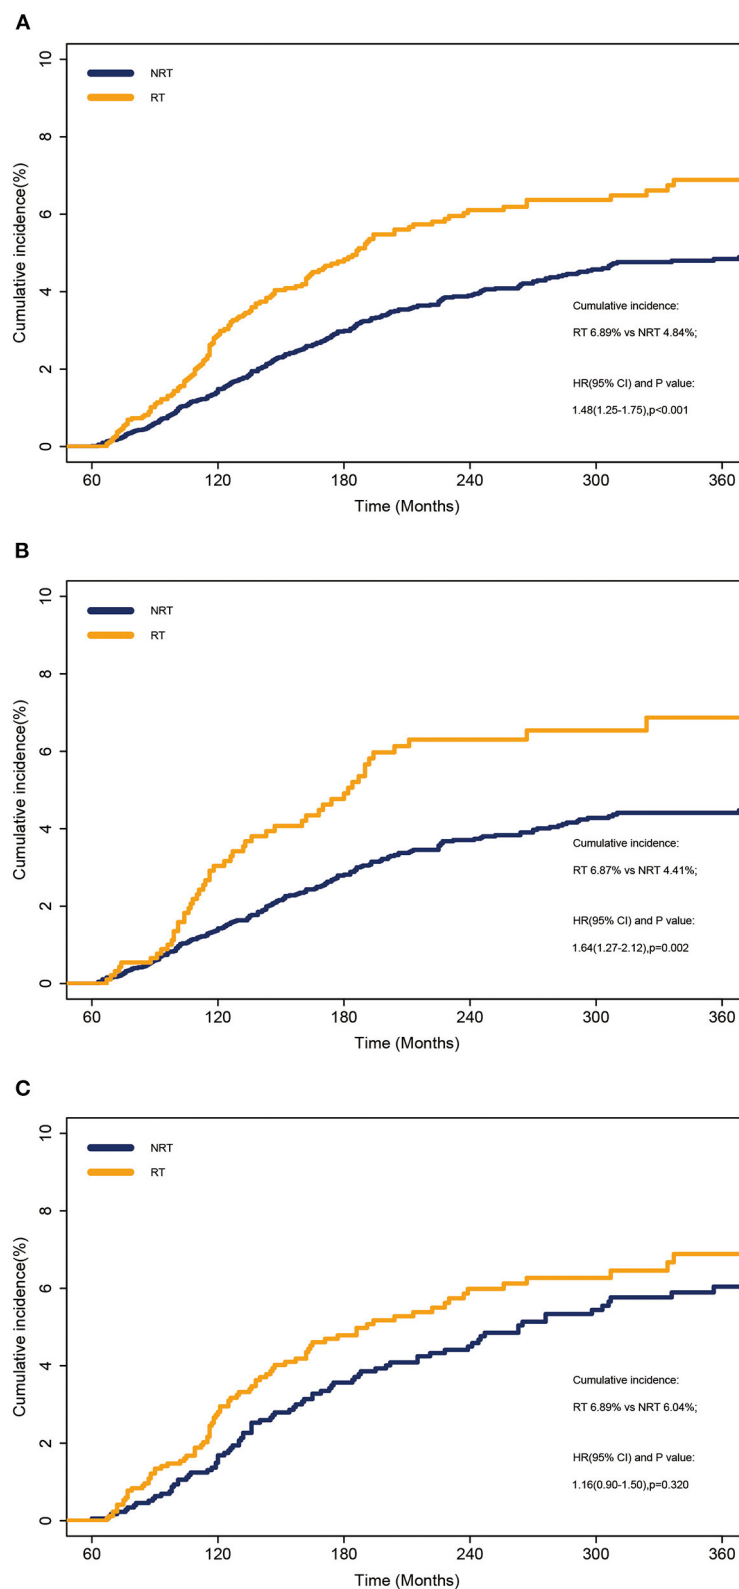 A
10
8
6
4
2
0
Cumulative incidence(%)
NRT
RT
Cumulative incidence:
RT 6.89% vs NRT 4.84%;
HR(95% CI) and P value:
1.48(1.25-1.75),p<0.001
60 120 180 240 300 360
Time (Months)
B
10
8
6
4
2
0
Cumulative incidence(%)
NRT
RT
Cumulative incidence:
RT 6.87% vs NRT 4.41%;
HR(95% CI) and P value:
1.64(1.27-2.12),p=0.002
60 120 180 240 300 360
Time (Months)
C
10
8
6
4
2
0
Cumulative incidence(%)
NRT
RT
Cumulative incidence:
RT 6.89% vs NRT 6.04%;
HR(95% CI) and P value:
1.16(0.90-1.50),p=0.320
60 120 180 240 300 360
Time (Months)